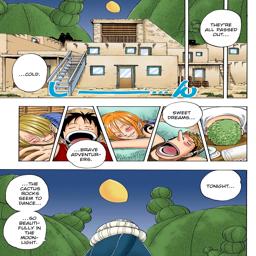 THEY'RE
ALL PASSED
OUT...
...COLD.
SWEET
DREAMS...
...BRAVE
ADVENTUR-
ERS.
TONIGHT...
...THE
CACTUS
ROCKS
SEEM TO
DANCE...
...SO
BEAUTI-
FULLY IN
THE MOON-
LIGHT.